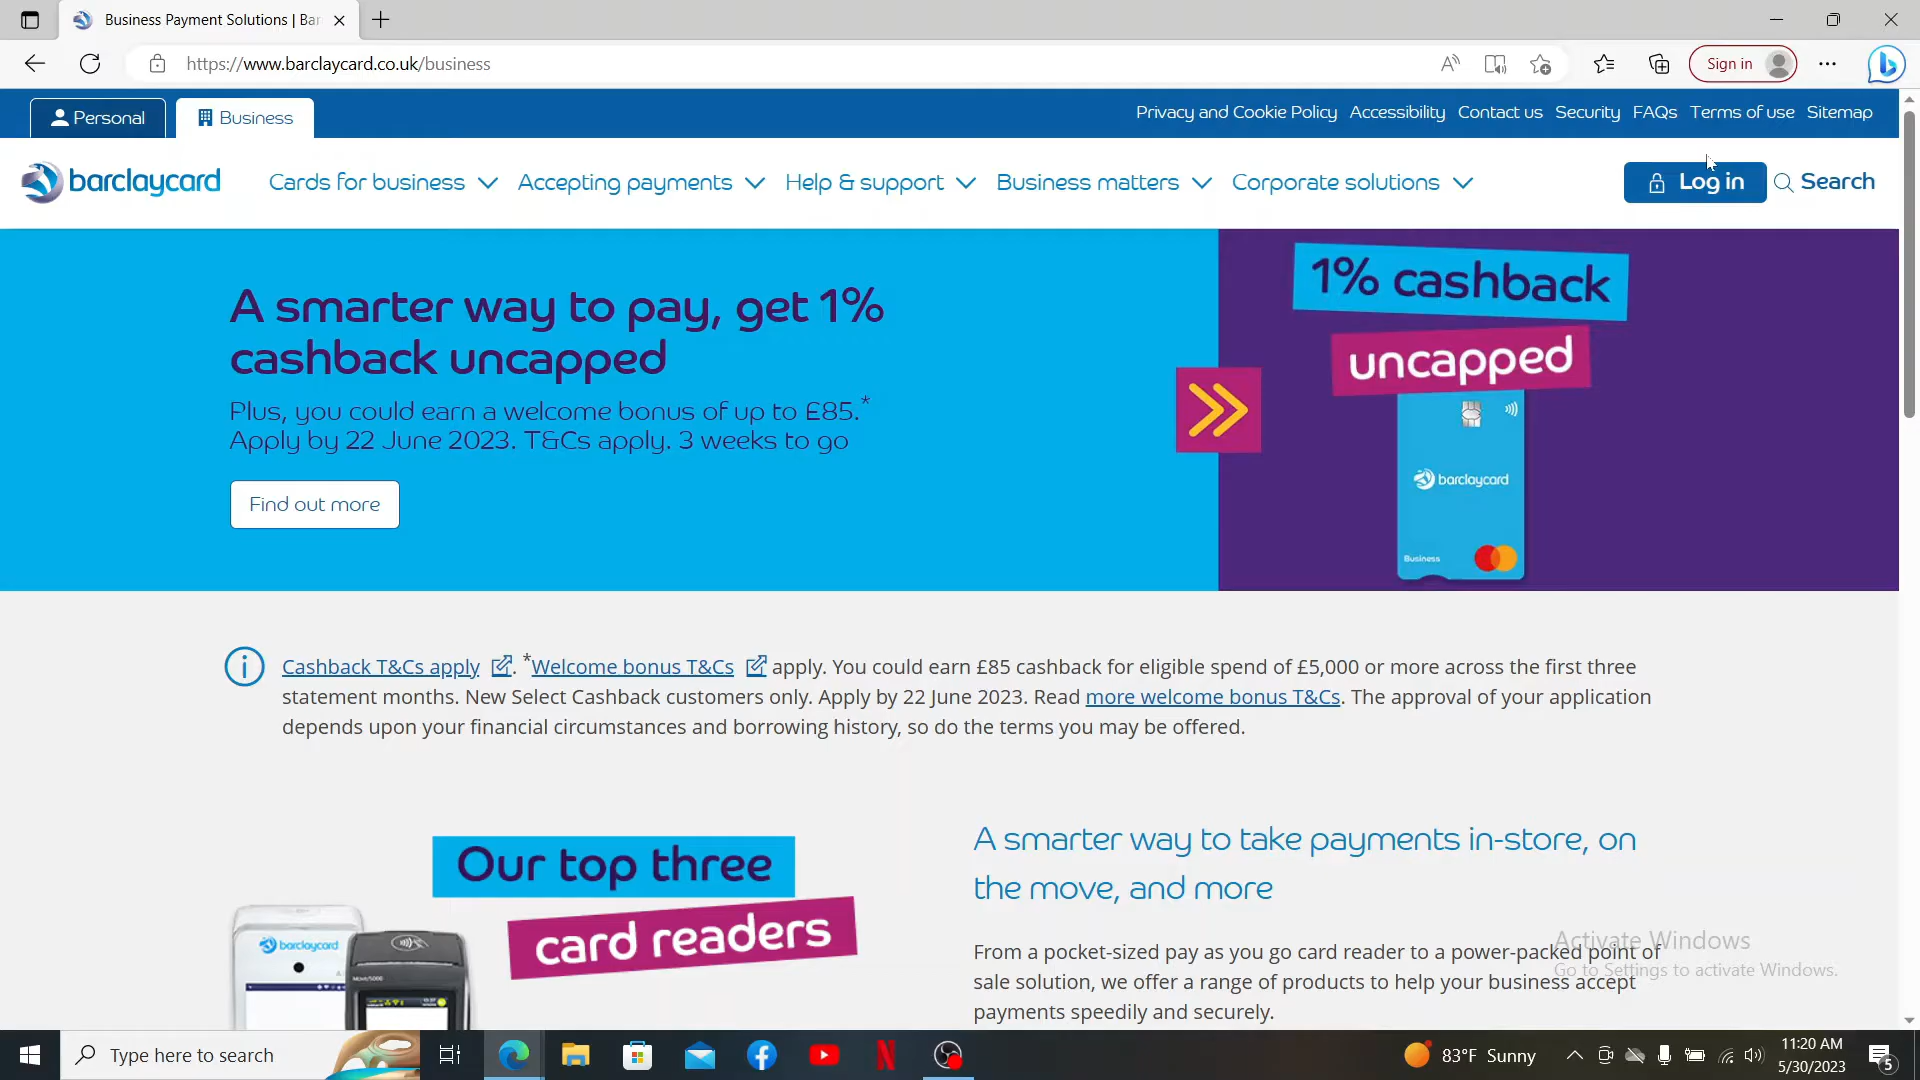 Business Payment Solutions | Bar
https://www.barclaycard.co.uk/business
Sign in
Personal
Business
Privacy and Cookie Policy Accessibility Contact us Security FAQs Terms of use Sitemap
barclaycard
Cards for business Accepting payments Help & support Business matters Corporate solutions
Log in
Search
A smarter way to pay, get 1%
cashback uncapped
Plus, you could earn a welcome bonus of up to £85.*
Apply by 22 June 2023. T&Cs apply. 3 weeks to go
Find out more
1% cashback
uncapped
barclaycard
Business
Cashback T&Cs apply . *Welcome bonus T&Cs apply. You could earn £85 cashback for eligible spend of £5,000 or more across the first three
statement months. New Select Cashback customers only. Apply by 22 June 2023. Read more welcome bonus T&Cs. The approval of your application
depends upon your financial circumstances and borrowing history, so do the terms you may be offered.
Our top three
card readers
barclaycard
A smarter way to take payments in-store, on
the move, and more
From a pocket-sized pay as you go card reader to a power-packed point of
sale solution, we offer a range of products to help your business accept
payments speedily and securely.
Activate Windows
Go to Settings to activate Windows.
Type here to search
83°F Sunny
11:20 AM
5/30/2023
5